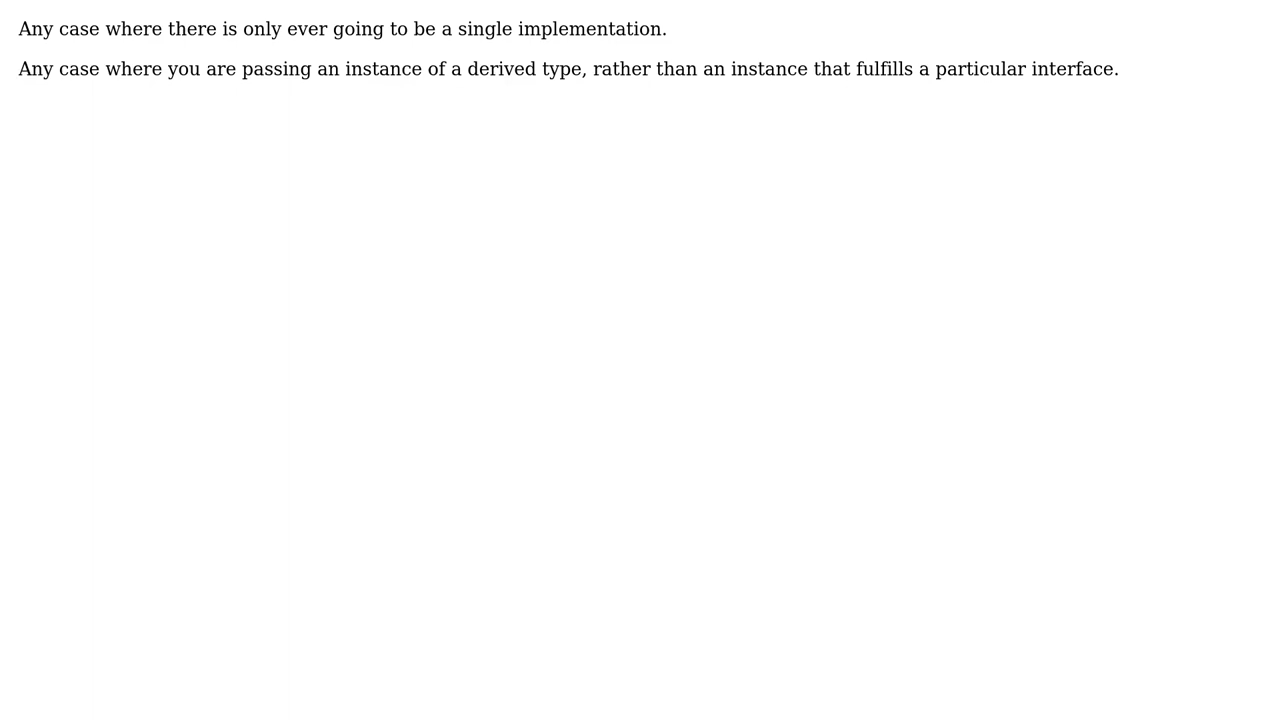 Any case where there is only ever going to be a single implementation.
Any case where you are passing an instance of a derived type, rather than an instance that fulfills a particular interface.